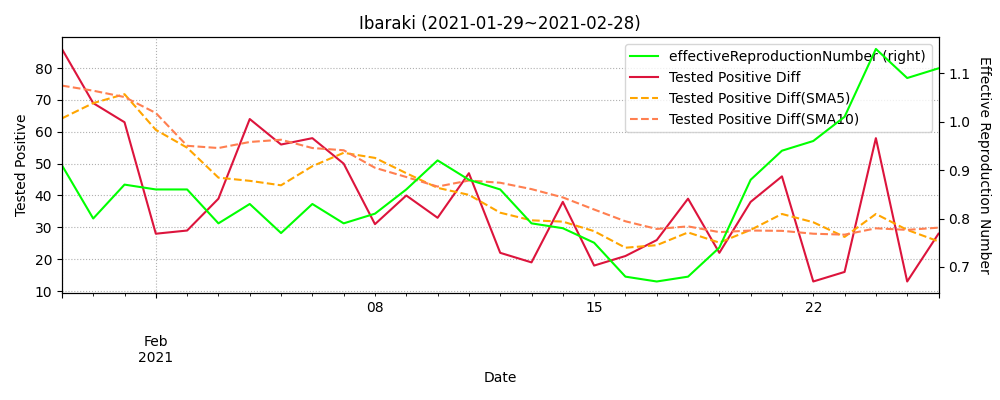 Ibaraki (2021-01-29~2021-02-28)
effectiveReproductionNumber (right)
Tested Positive Diff
Tested Positive Diff(SMA5)
Tested Positive Diff(SMA10)
Tested Positive
80
70
60
50
40
30
20
10
1.1
1.0
0.9
0.8
0.7
Effective Reproduction Number
08
15
22
Feb
2021
Date